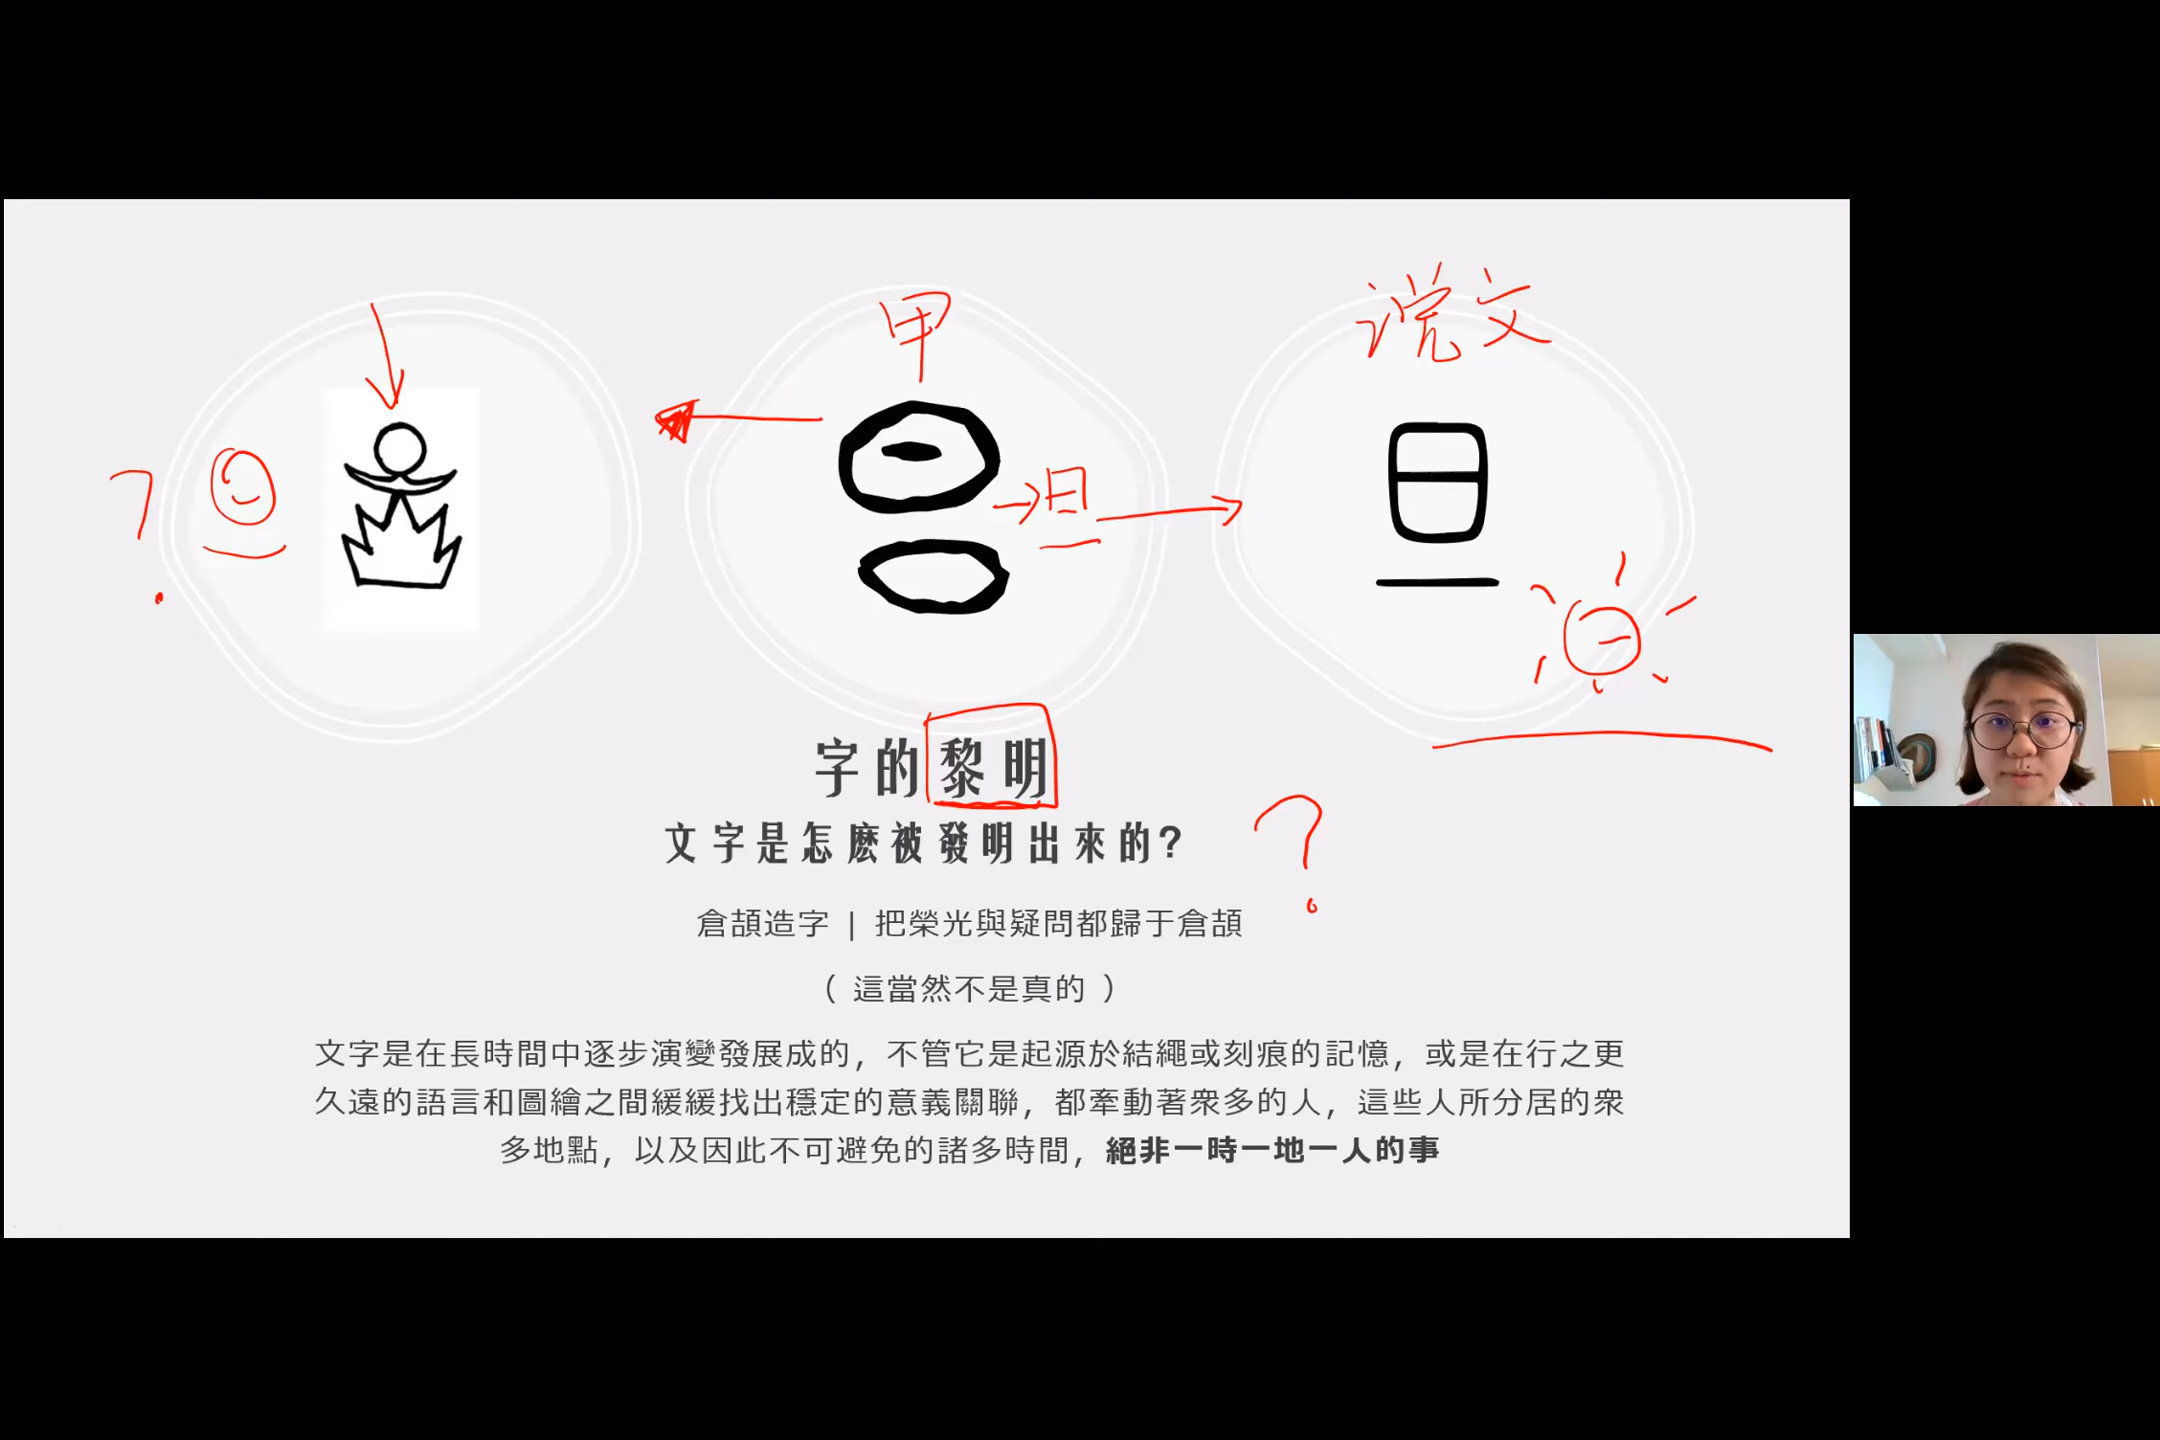 甲
说文
旦
旦
字的黎明
文字是怎麽被發明出來的?
?
?
倉頡造字 | 把榮光與疑問都歸于倉頡
( 這當然不是真的 )
文字是在長時間中逐步演變發展成的，不管它是起源於結繩或刻痕的記憶，或是在行之更
久遠的語言和圖繪之間緩緩找出穩定的意義關聯，都牽動著衆多的人，這些人所分居的衆
多地點，以及因此不可避免的諸多時間，絕非一時一地一人的事